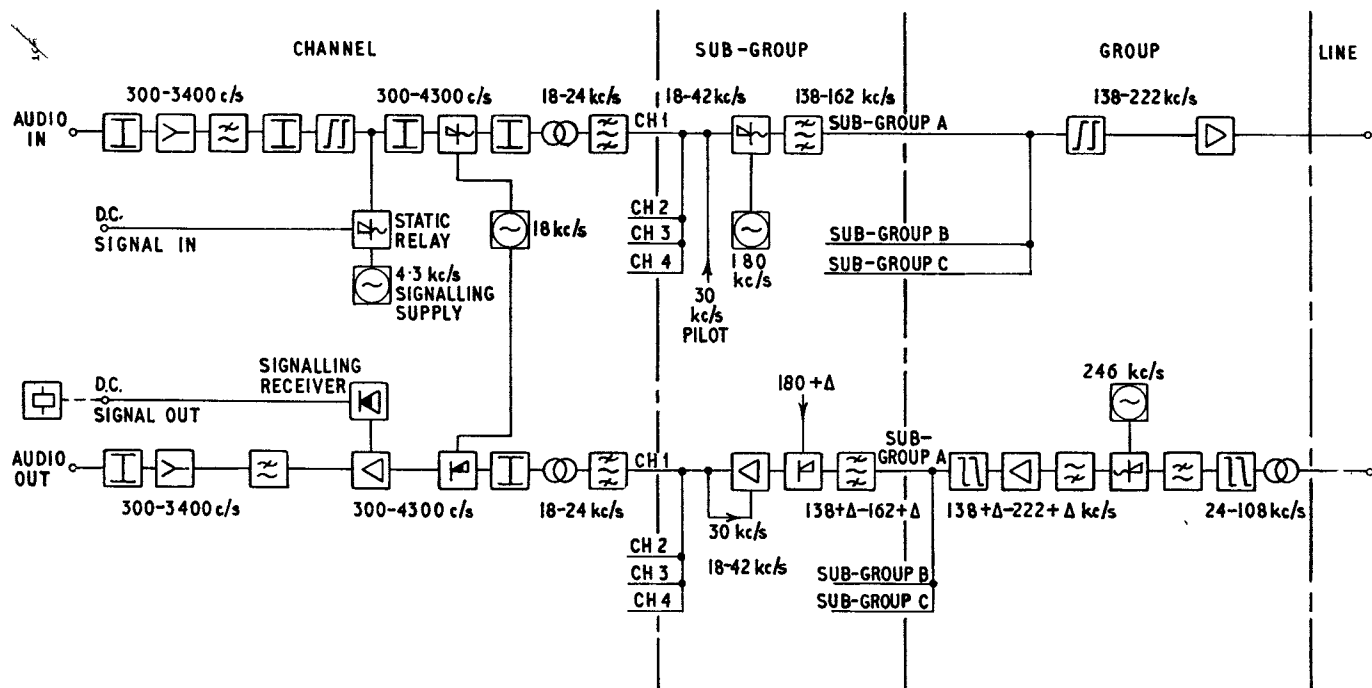 CHANNEL
SUB-GROUP
GROUP
LINE
300-3400 c/s
300-4300 c/s
18-24 kc/s
18-42 kc/s
138-162 kc/s
138-222 kc/s
AUDIO
IN
CH 1
SUB-GROUP A
D.C.
SIGNAL IN
STATIC
RELAY
18 kc/s
CH 2
CH 3
CH 4
180
kc/s
SUB-GROUP B
SUB-GROUP C
4·3 kc/s
SIGNALLING
SUPPLY
30
kc/s
PILOT
SIGNALLING
RECEIVER
D.C.
SIGNAL OUT
180 + Δ
246 kc/s
AUDIO
OUT
CH 1
SUB-
GROUP A
300-3400 c/s
300-4300 c/s
18-24 kc/s
30 kc/s
18-42 kc/s
138+Δ-162+Δ
138+Δ-222+Δ kc/s
24-108 kc/s
CH 2
CH 3
CH 4
SUB-GROUP B
SUB-GROUP C